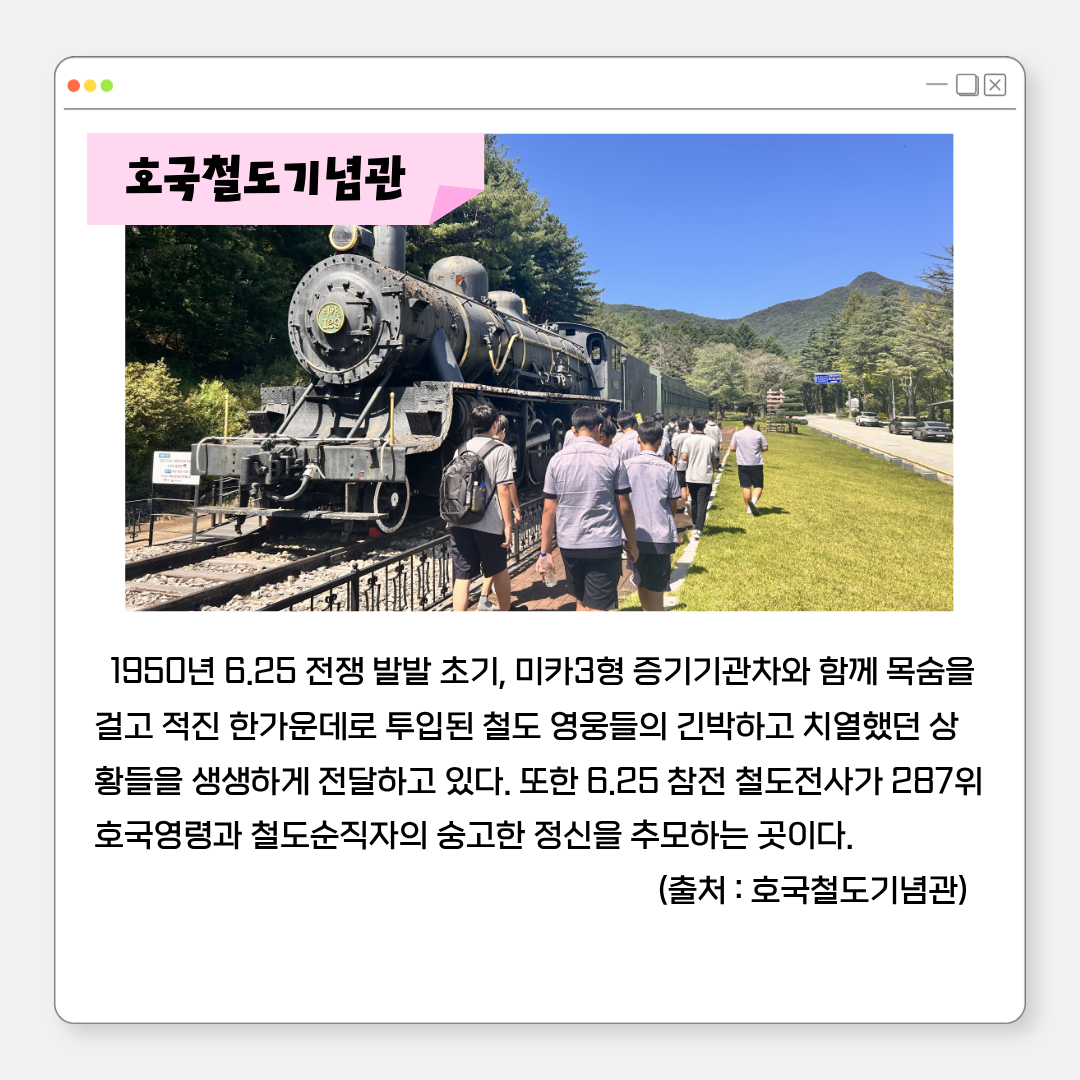 호국철도기념관
미카
129
1950년 6.25 전쟁 발발 초기, 미카3형 증기기관차와 함께 목숨을
걸고 적진 한가운데로 투입된 철도 영웅들의 긴박하고 치열했던 상
황들을 생생하게 전달하고 있다. 또한 6.25 참전 철도전사가 287위
호국영령과 철도순직자의 숭고한 정신을 추모하는 곳이다.
(출처 : 호국철도기념관)